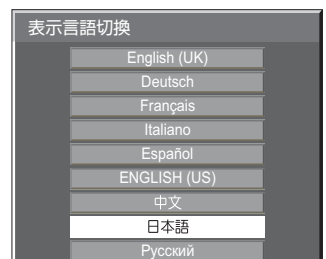 表示言語切換
English (UK)
Deutsch
Français
Italiano
Español
ENGLISH (US)
中文
日本語
Русский